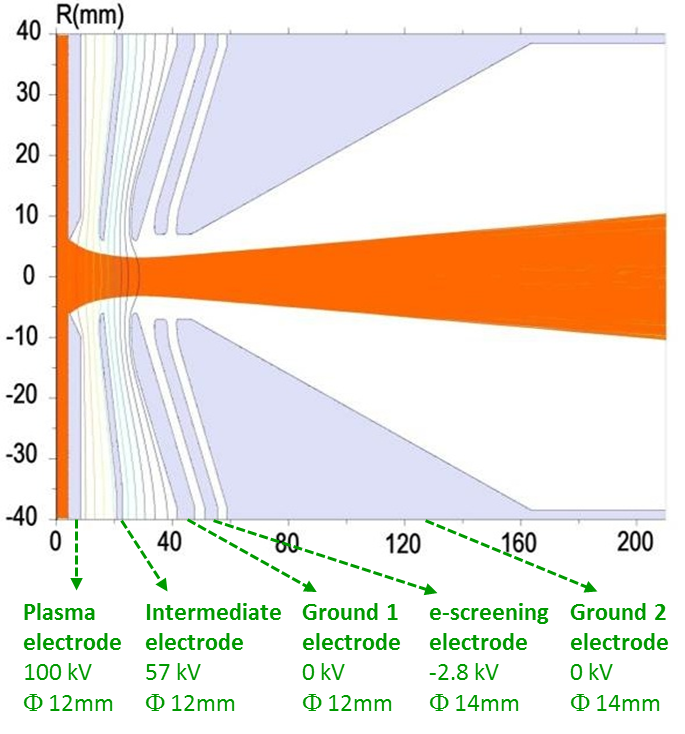 R(mm)
40
30
20
10
0
-10
-20
-30
-40
0 40 80 120 160 200
Plasma electrode
100 kV
Φ 12mm
Intermediate electrode
57 kV
Φ 12mm
Ground 1 electrode
0 kV
Φ 12mm
e-screening electrode
-2.8 kV
Φ 14mm
Ground 2 electrode
0 kV
Φ 14mm